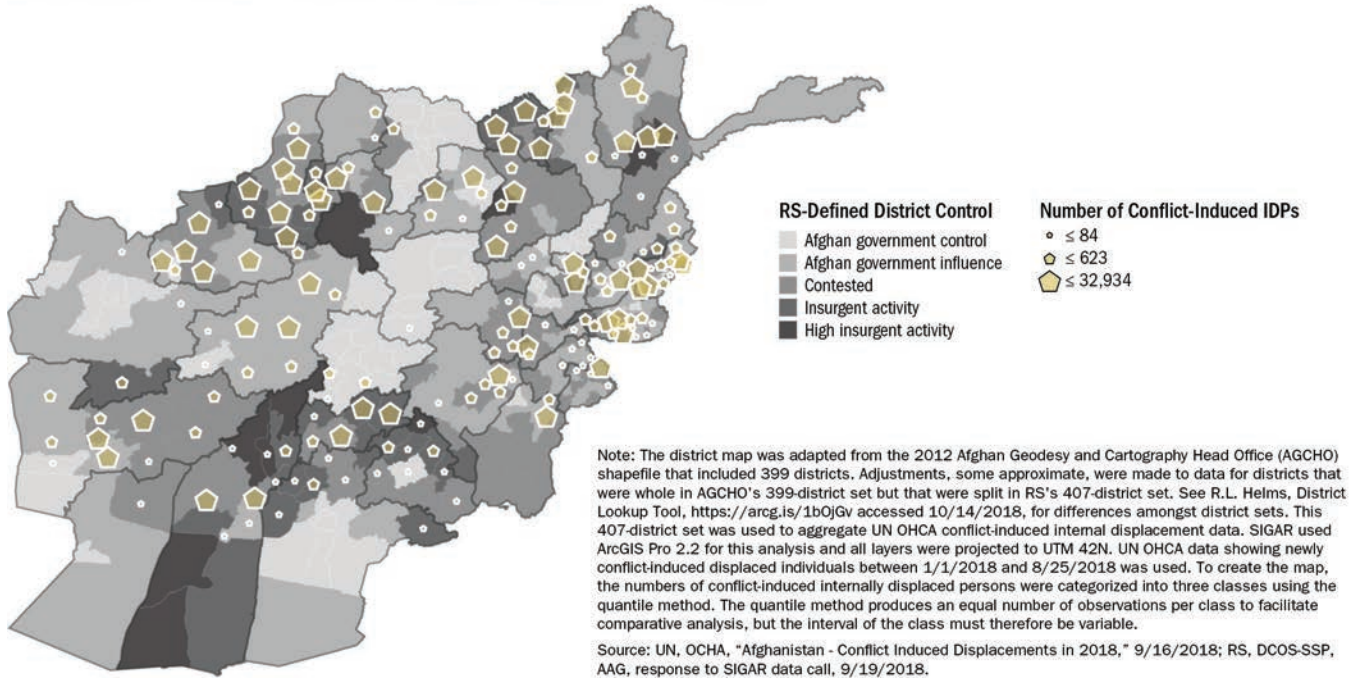 RS-Defined District Control
Afghan government control
Afghan government influence
Contested
Insurgent activity
High insurgent activity
Number of Conflict-Induced IDPs
≤ 84
≤ 623
≤ 32,934
Note: The district map was adapted from the 2012 Afghan Geodesy and Cartography Head Office (AGCHO)
shapefile that included 399 districts. Adjustments, some approximate, were made to data for districts that
were whole in AGCHO's 399-district set but that were split in RS's 407-district set. See R.L. Helms, District
Lookup Tool, https://arcg.is/1bOjGv accessed 10/14/2018, for differences amongst district sets. This
407-district set was used to aggregate UN OHCA conflict-induced internal displacement data. SIGAR used
ArcGIS Pro 2.2 for this analysis and all layers were projected to UTM 42N. UN OHCA data showing newly
conflict-induced displaced individuals between 1/1/2018 and 8/25/2018 was used. To create the map,
the numbers of conflict-induced internally displaced persons were categorized into three classes using the
quantile method. The quantile method produces an equal number of observations per class to facilitate
comparative analysis, but the interval of the class must therefore be variable.
Source: UN, OCHA, "Afghanistan - Conflict Induced Displacements in 2018," 9/16/2018; RS, DCOS-SSP,
AAG, response to SIGAR data call, 9/19/2018.